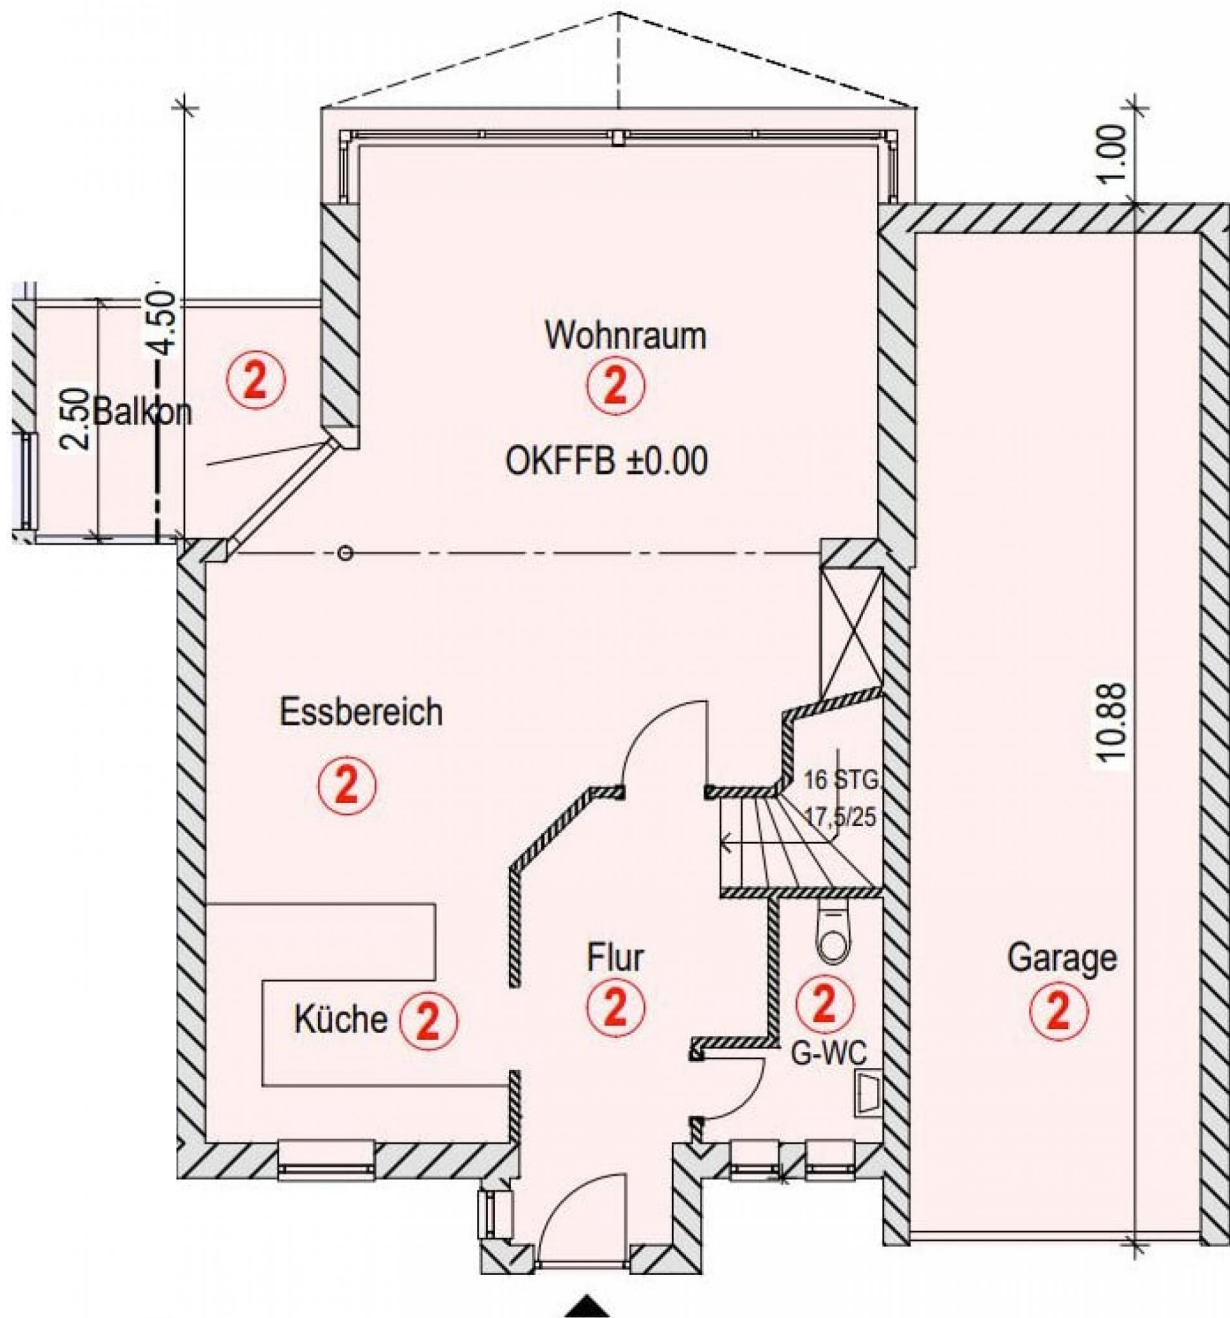 1.00
4.50
2.50
Balkon
2
Wohnraum
2
OKFFB ±0.00
Essbereich
2
16 STG
17,5/25
10.88
Küche 2
Flur
2
2
G-WC
Garage
2